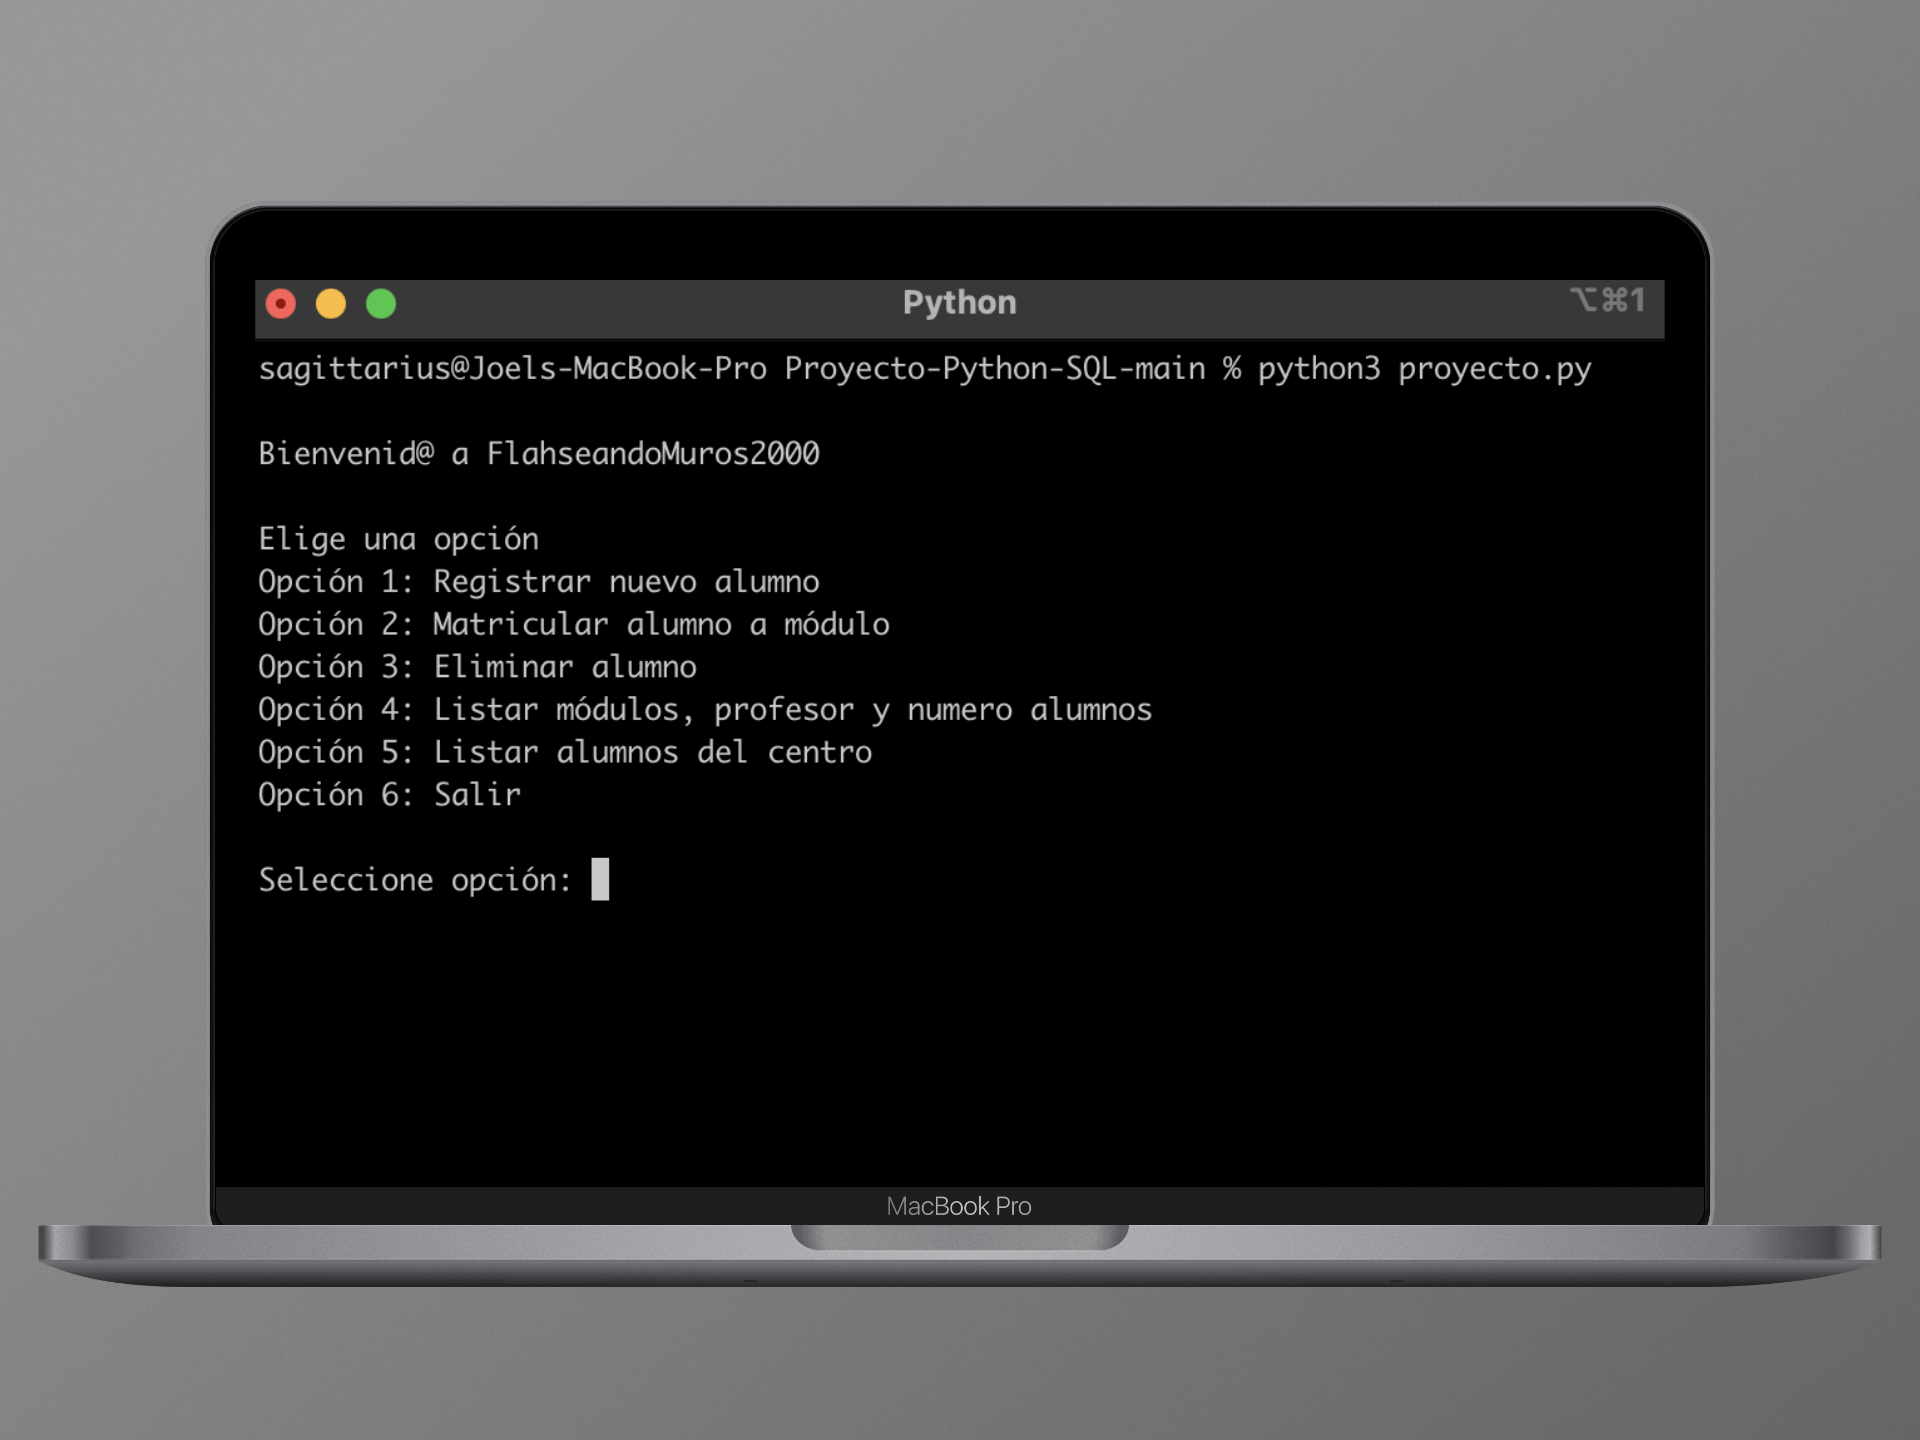 Python
⌥⌘1
sagittarius@Joels-MacBook-Pro Proyecto-Python-SQL-main % python3 proyecto.py
Bienvenid@ a FlahseandoMuros2000
Elige una opción
Opción 1: Registrar nuevo alumno
Opción 2: Matricular alumno a módulo
Opción 3: Eliminar alumno
Opción 4: Listar módulos, profesor y numero alumnos
Opción 5: Listar alumnos del centro
Opción 6: Salir
Seleccione opción:
MacBook Pro